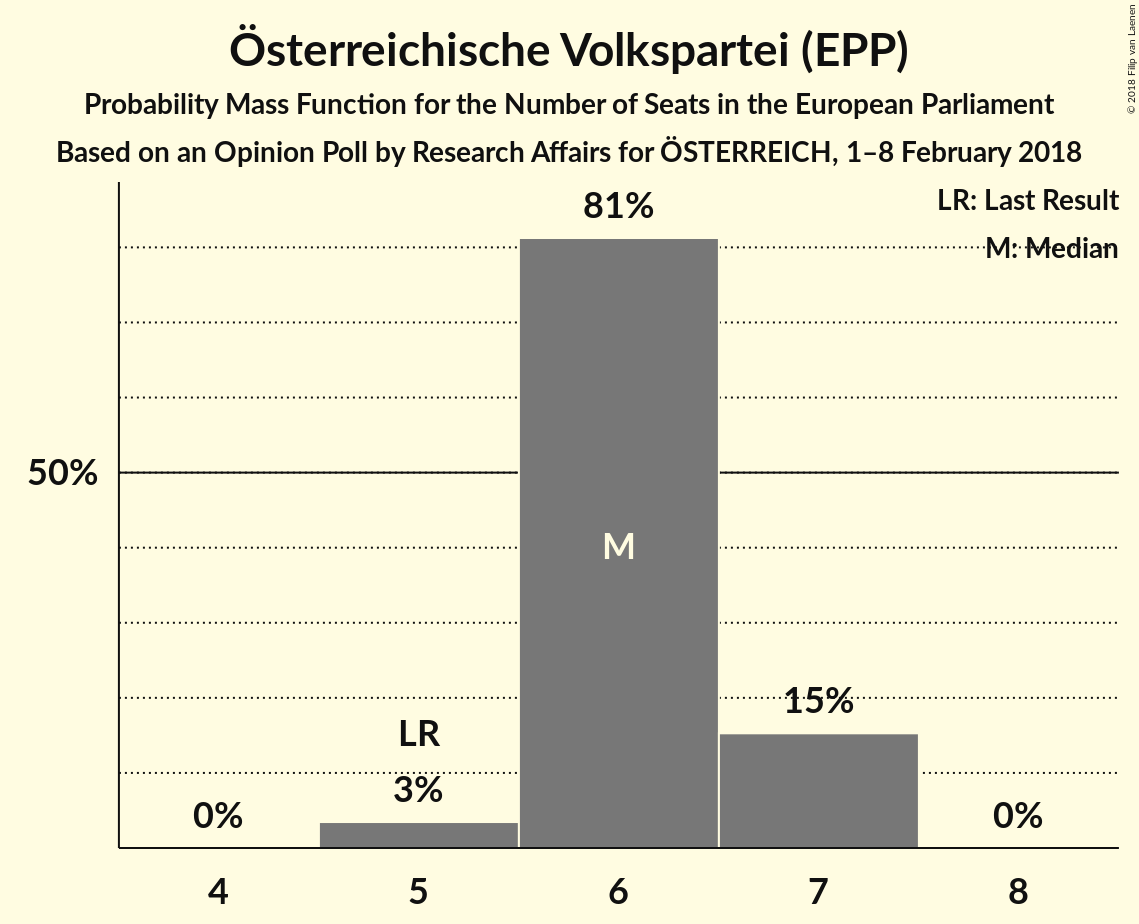 Österreichische Volkspartei (EPP)
Probability Mass Function for the Number of Seats in the European Parliament
Based on an Opinion Poll by Research Affairs for ÖSTERREICH, 1–8 February 2018
© 2018 Filip van Laenen
LR: Last Result
M: Median
81%
50%
M
15%
LR
3%
0%
0%
4 5 6 7 8